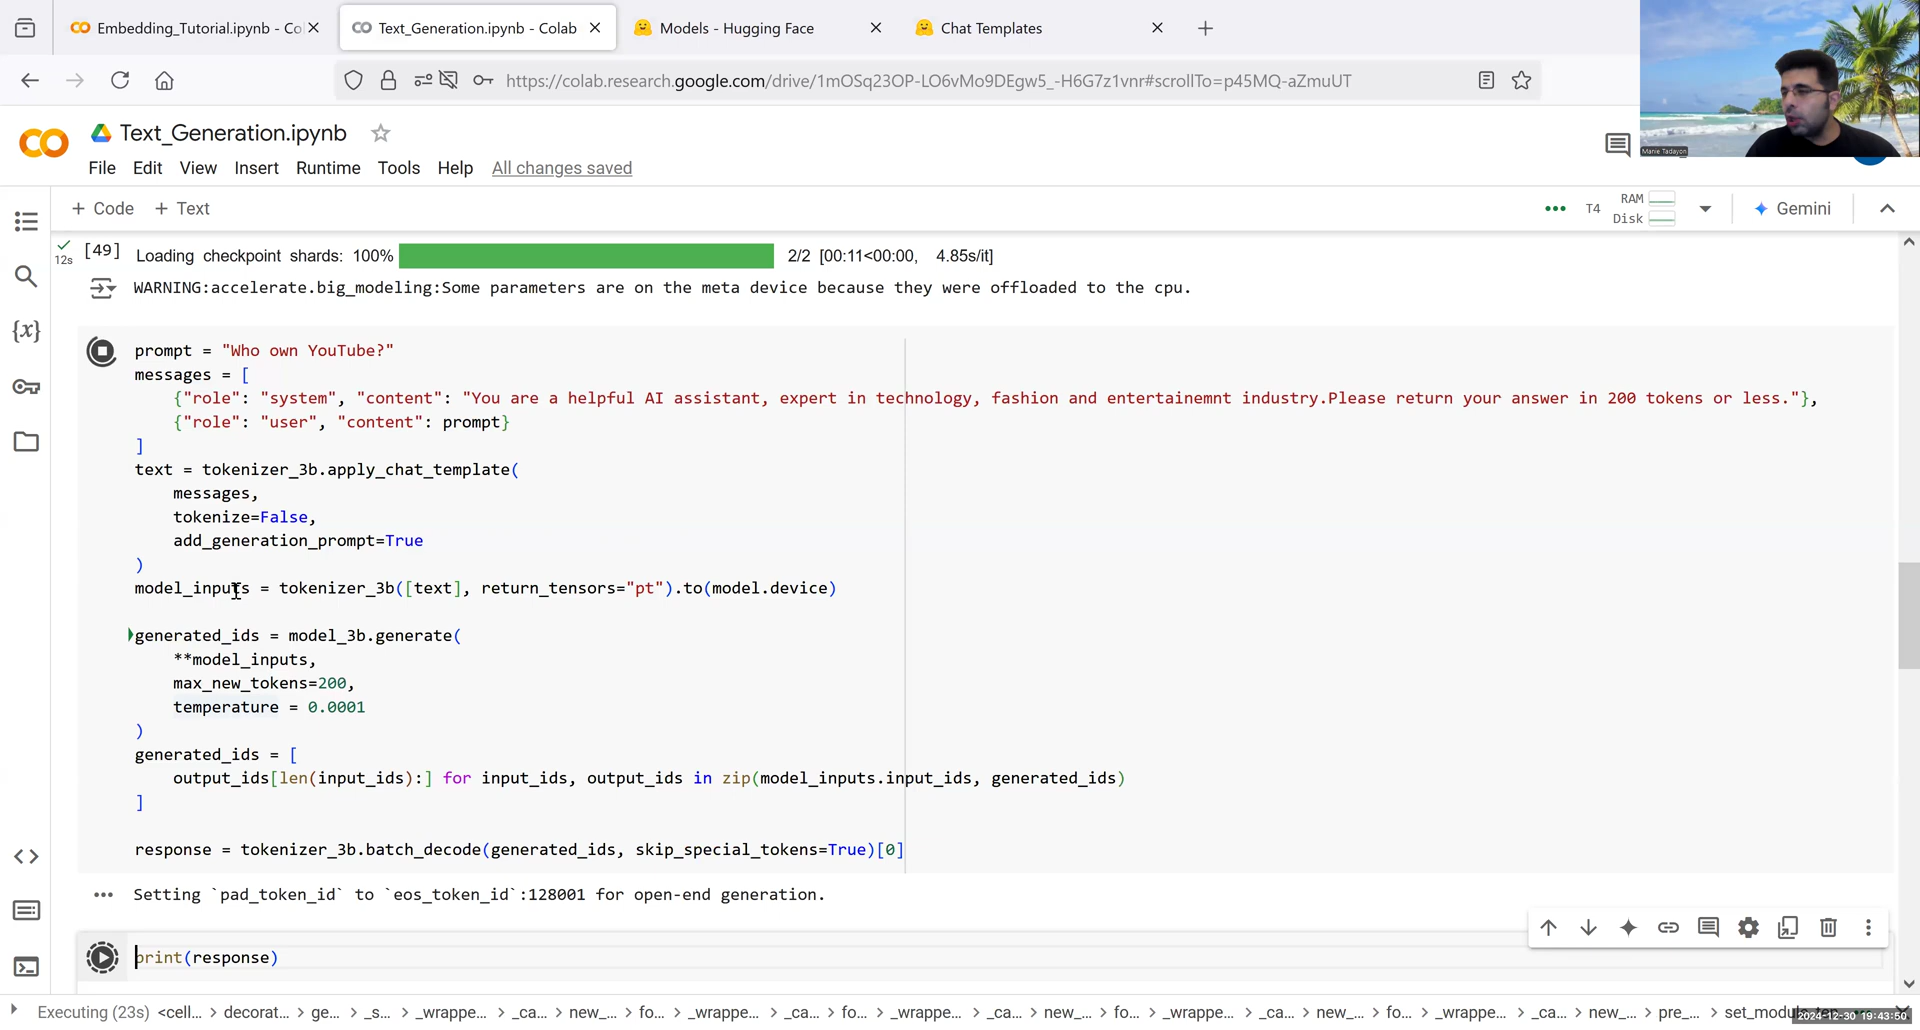 Embedding_Tutorial.ipynb - Co
Text_Generation.ipynb - Colab
Models - Hugging Face
Chat Templates
https://colab.research.google.com/drive/1mOSq23OP-LO6vMo9DEgw5_-H6G7z1vnr#scrollTo=p45MQ-aZmuUT
Text_Generation.ipynb
File Edit View Insert Runtime Tools Help All changes saved
Marie Tadayon
+ Code + Text
T4 RAM Disk Gemini
[49] Loading checkpoint shards: 100% 2/2 [00:11<00:00, 4.85s/it]
12s
WARNING:accelerate.big_modeling:Some parameters are on the meta device because they were offloaded to the cpu.
{x}
prompt = "Who own YouTube?"
messages = [
{"role": "system", "content": "You are a helpful AI assistant, expert in technology, fashion and entertainemnt industry.Please return your answer in 200 tokens or less."},
{"role": "user", "content": prompt}
]
text = tokenizer_3b.apply_chat_template(
messages,
tokenize=False,
add_generation_prompt=True
)
model_inputs = tokenizer_3b([text], return_tensors="pt").to(model.device)
generated_ids = model_3b.generate(
**model_inputs,
max_new_tokens=200,
temperature = 0.0001
)
generated_ids = [
output_ids[len(input_ids):] for input_ids, output_ids in zip(model_inputs.input_ids, generated_ids)
]
response = tokenizer_3b.batch_decode(generated_ids, skip_special_tokens=True)[0]
Setting `pad_token_id` to `eos_token_id`:128001 for open-end generation.
print(response)
Executing (23s) <cell... > decorat... > ge... > _s... > _wrappe... > _ca... > new_... > fo... > _wrappe... > _ca... > fo... > _wrappe... > _ca... > new_... > fo... > _wrappe... > _ca... > new_... > fo... > _wrappe... > _ca... > new_... > pre_... > set_modul
2024-12-30 19:43:50